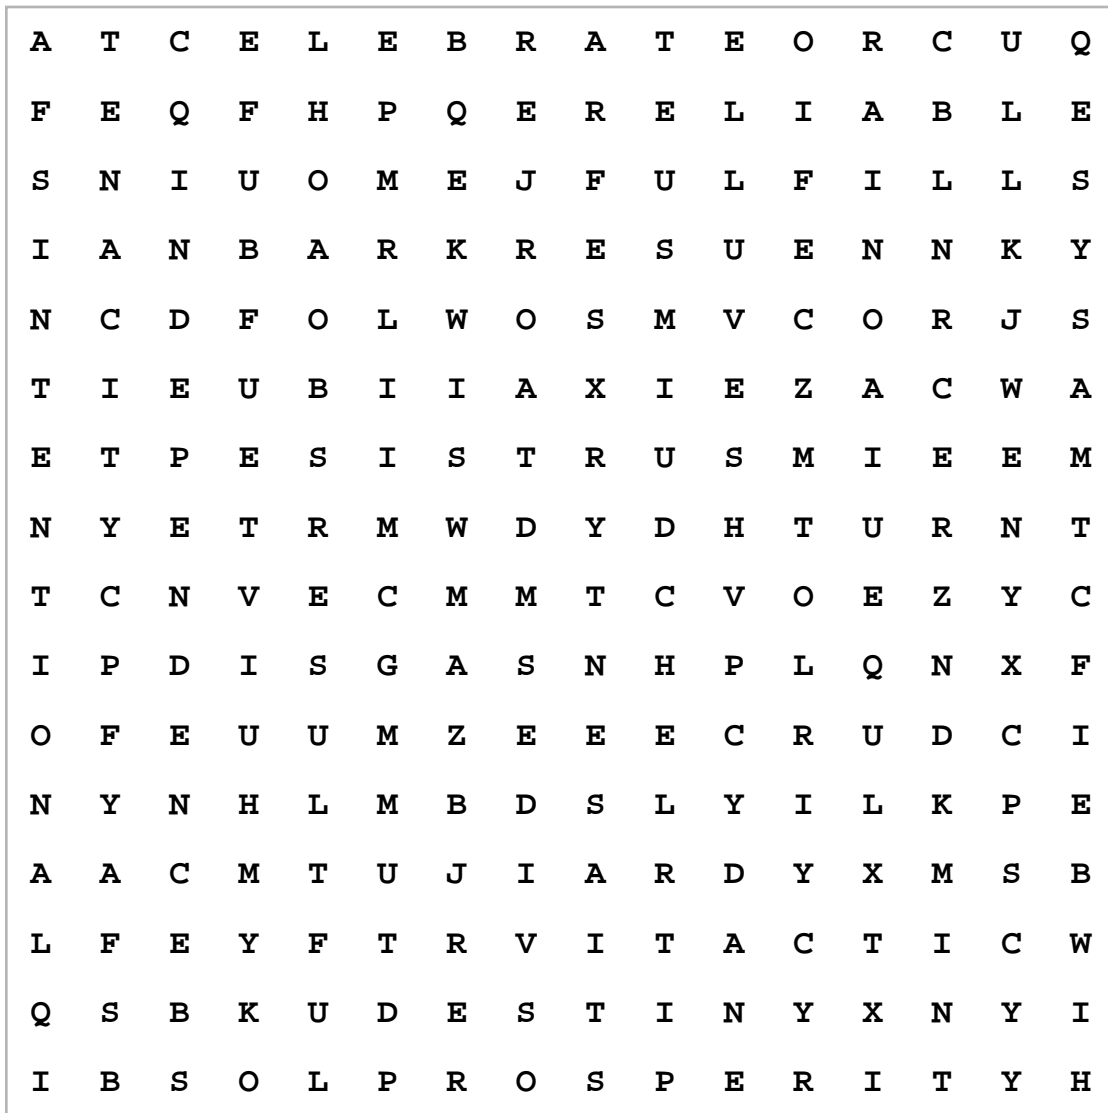 A T C E L E B R A T E O R C U Q
F E Q F H P Q E R E L I A B L E
S N I U O M E J F U L F I L L S
I A N B A R K R E S U E N N K Y
N C D F O L W O S M V C O R J S
T I E U B I I A X I E Z A C W A
E T P E S I S T R U S M I E E M
N Y E T R M W D Y D H T U R N T
T C N V E C M M T C V O E Z Y C
I P D I S G A S N H P L Q N X F
O F E U U M Z E E E C R U D C I
N Y N H L M B D S L Y I L K P E
A A C M T U J I A R D Y X M S B
L F E Y F T R V I T A C T I C W
Q S B K U D E S T I N Y X N Y I
I B S O L P R O S P E R I T Y H